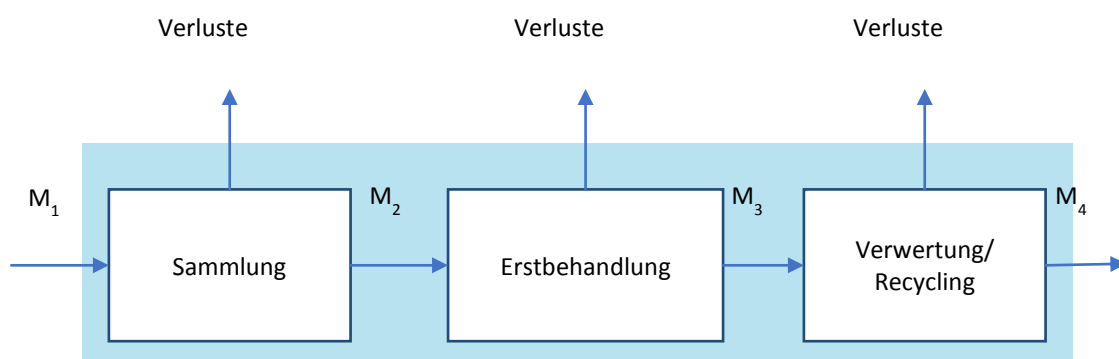 Verluste Verluste Verluste
M₁ M₂ M₃ M₄
Sammlung Erstbehandlung Verwertung/
Recycling